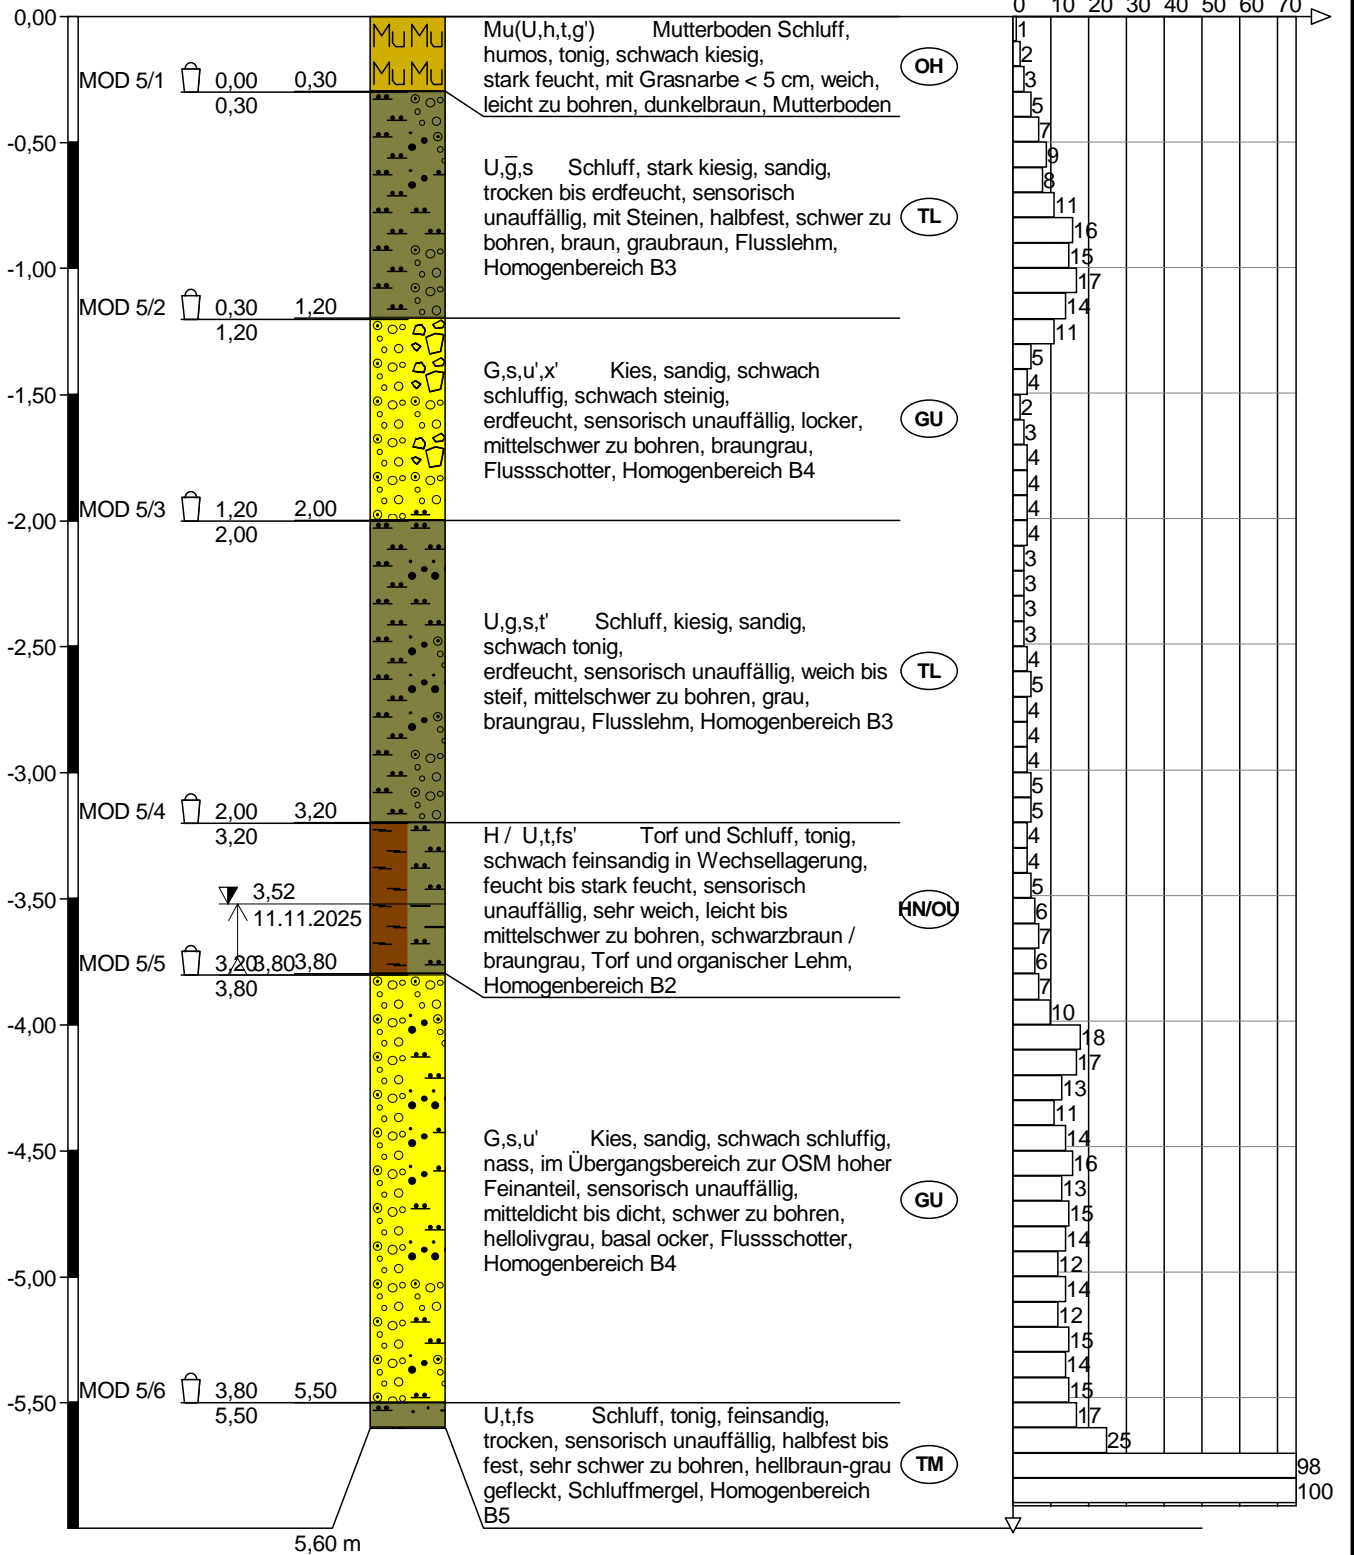 0 10 20 30 40 50 60 70
0,00
-0,50
-1,00
-1,50
-2,00
-2,50
-3,00
-3,50
-4,00
-4,50
-5,00
-5,50
Mu Mu
Mu Mu
MOD 5/1 0,00 0,30
0,30
Mu(U,h,t,g') Mutterboden Schluff,
humos, tonig, schwach kiesig,
stark feucht, mit Grasnarbe < 5 cm, weich,
leicht zu bohren, dunkelbraun, Mutterboden
OH
U,g̅,s Schluff, stark kiesig, sandig,
trocken bis erdfeucht, sensorisch
unauffällig, mit Steinen, halbfest, schwer zu
bohren, braun, graubraun, Flusslehm,
Homogenbereich B3
TL
MOD 5/2 0,30 1,20
1,20
G,s,u',x' Kies, sandig, schwach
schluffig, schwach steinig,
erdfeucht, sensorisch unauffällig, locker,
mittelschwer zu bohren, braungrau,
Flussschotter, Homogenbereich B4
GU
MOD 5/3 1,20 2,00
2,00
U,g,s,t' Schluff, kiesig, sandig,
schwach tonig,
erdfeucht, sensorisch unauffällig, weich bis
steif, mittelschwer zu bohren, grau,
braungrau, Flusslehm, Homogenbereich B3
TL
MOD 5/4 2,00 3,20
3,20
H / U,t,fs' Torf und Schluff, tonig,
schwach feinsandig in Wechsellagerung,
feucht bis stark feucht, sensorisch
unauffällig, sehr weich, leicht bis
mittelschwer zu bohren, schwarzbraun /
braungrau, Torf und organischer Lehm,
Homogenbereich B2
HN/OU
3,52
11.11.2025
MOD 5/5 3,20 3,80 3,80
3,80
G,s,u' Kies, sandig, schwach schluffig,
nass, im Übergangsbereich zur OSM hoher
Feinanteil, sensorisch unauffällig,
mitteldicht bis dicht, schwer zu bohren,
hellolivgrau, basal ocker, Flussschotter,
Homogenbereich B4
GU
MOD 5/6 3,80 5,50
5,50
U,t,fs Schluff, tonig, feinsandig,
trocken, sensorisch unauffällig, halbfest bis
fest, sehr schwer zu bohren, hellbraun-grau
gefleckt, Schluffmergel, Homogenbereich
B5
TM
5,60 m
1
2
3
5
7
9
8
11
16
15
17
14
11
5
4
2
3
4
4
4
4
3
3
3
3
4
5
4
4
4
5
5
4
4
5
6
7
6
7
10
18
17
13
11
14
16
13
15
14
12
14
12
15
14
15
17
25
98
100